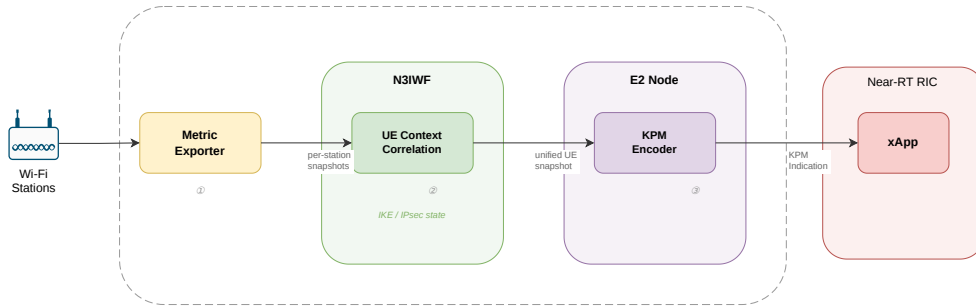 Wi-Fi
Stations
Metric
Exporter
①
per-station
snapshots
N3IWF
UE Context
Correlation
②
IKE / IPsec state
unified UE
snapshot
E2 Node
KPM
Encoder
③
KPM
Indication
Near-RT RIC
xApp